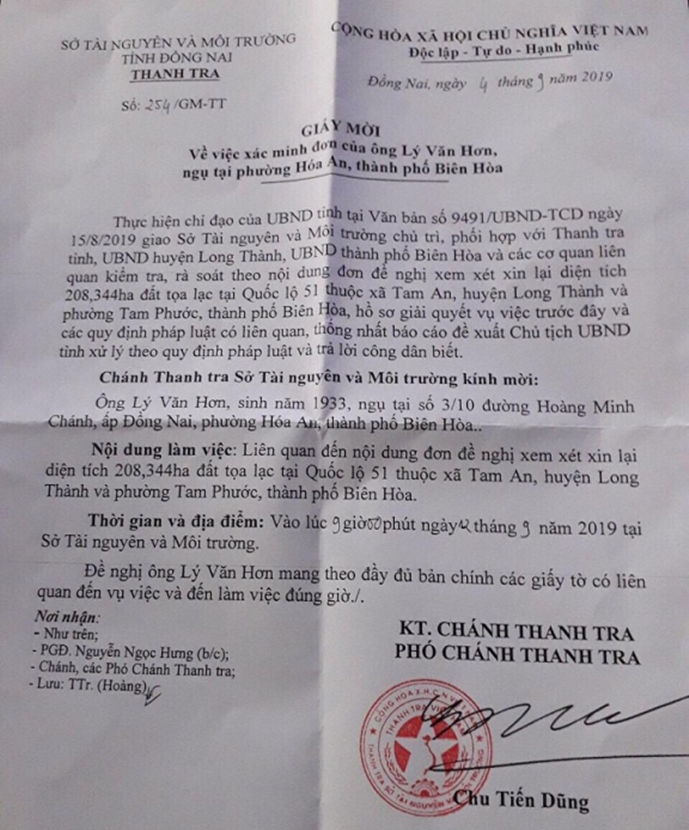 SỞ TÀI NGUYÊN VÀ MÔI TRƯỜNG
TỈNH ĐỒNG NAI
THANH TRA
Số: 254/GM-TT
CỘNG HÒA XÃ HỘI CHỦ NGHĨA VIỆT NAM
Độc lập - Tự do - Hạnh phúc
Đồng Nai, ngày 4 tháng 9 năm 2019
GIẤY MỜI
Về việc xác minh đơn của ông Lý Văn Hơn,
ngụ tại phường Hóa An, thành phố Biên Hòa
Thực hiện chỉ đạo của UBND tỉnh tại Văn bản số 9491/UBND-TCD ngày
15/8/2019 giao Sở Tài nguyên và Môi trường chủ trì, phối hợp với Thanh tra
tỉnh, UBND huyện Long Thành, UBND thành phố Biên Hòa và các cơ quan liên
quan kiểm tra, rà soát theo nội dung đơn đề nghị xem xét xin lại diện tích
208,344ha đất tọa lạc tại Quốc lộ 51 thuộc xã Tam An, huyện Long Thành và
phường Tam Phước, thành phố Biên Hòa, hồ sơ giải quyết vụ việc trước đây và
các quy định pháp luật có liên quan, thống nhất báo cáo đề xuất Chủ tịch UBND
tỉnh xử lý theo quy định pháp luật và trả lời công dân biết.
Chánh Thanh tra Sở Tài nguyên và Môi trường kính mời:
Ông Lý Văn Hơn, sinh năm 1933, ngụ tại số 3/10 đường Hoàng Minh
Chánh, ấp Đồng Nai, phường Hóa An, thành phố Biên Hòa..
Nội dung làm việc: Liên quan đến nội dung đơn đề nghị xem xét xin lại
diện tích 208,344ha đất tọa lạc tại Quốc lộ 51 thuộc xã Tam An, huyện Long
Thành và phường Tam Phước, thành phố Biên Hòa.
Thời gian và địa điểm: Vào lúc 9 giờ 00 phút ngày 12 tháng 9 năm 2019 tại
Sở Tài nguyên và Môi trường.
Đề nghị ông Lý Văn Hơn mang theo đầy đủ bản chính các giấy tờ có liên
quan đến vụ việc và đến làm việc đúng giờ./.
Nơi nhận:
- Như trên;
- PGĐ. Nguyễn Ngọc Hưng (b/c);
- Chánh, các Phó Chánh Thanh tra;
- Lưu: TTr. (Hoàng)
KT. CHÁNH THANH TRA
PHÓ CHÁNH THANH TRA
CỘNG HÒA X.H.C.N VIỆT NAM
THANH TRA VIỆT NAM
THANH TRA SỞ TÀI NGUYÊN VÀ MÔI TRƯỜNG
Chu Tiến Dũng